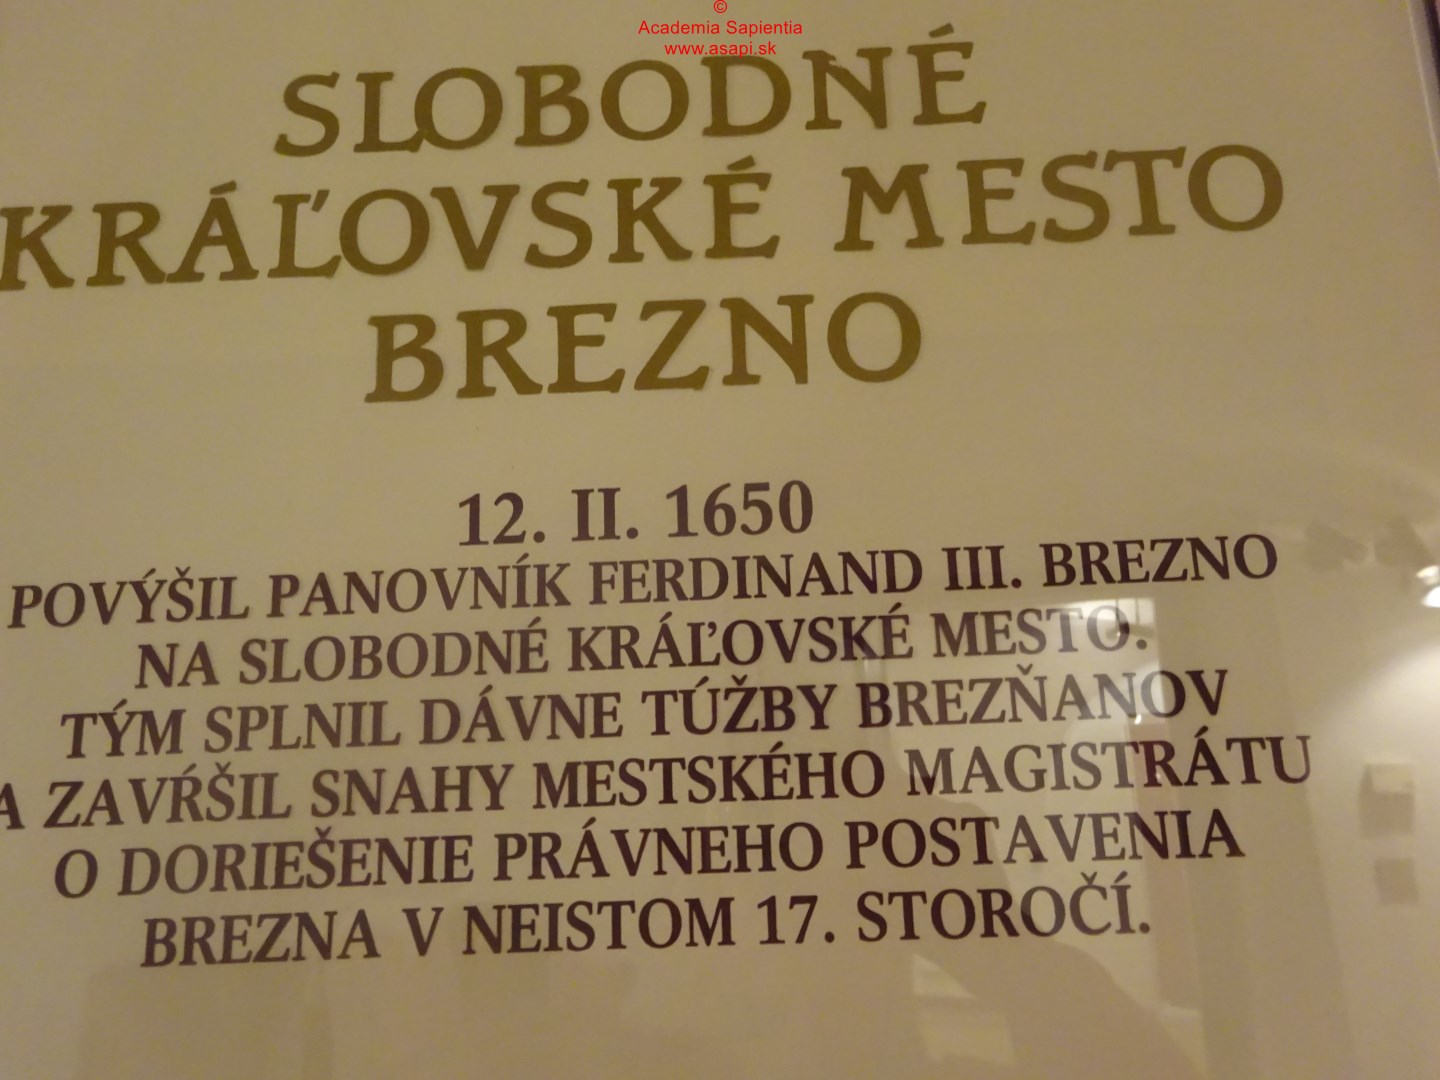 ©
Academia Sapientia
www.asapi.sk
SLOBODNÉ
KRÁĽOVSKÉ MESTO
BREZNO
12. II. 1650
POVÝŠIL PANOVNÍK FERDINAND III. BREZNO
NA SLOBODNÉ KRÁĽOVSKÉ MESTO.
TÝM SPLNIL DÁVNE TÚŽBY BREZŇANOV
A ZAVŔŠIL SNAHY MESTSKÉHO MAGISTRÁTU
O DORIEŠENIE PRÁVNEHO POSTAVENIA
BREZNA V NEISTOM 17. STOROČÍ.